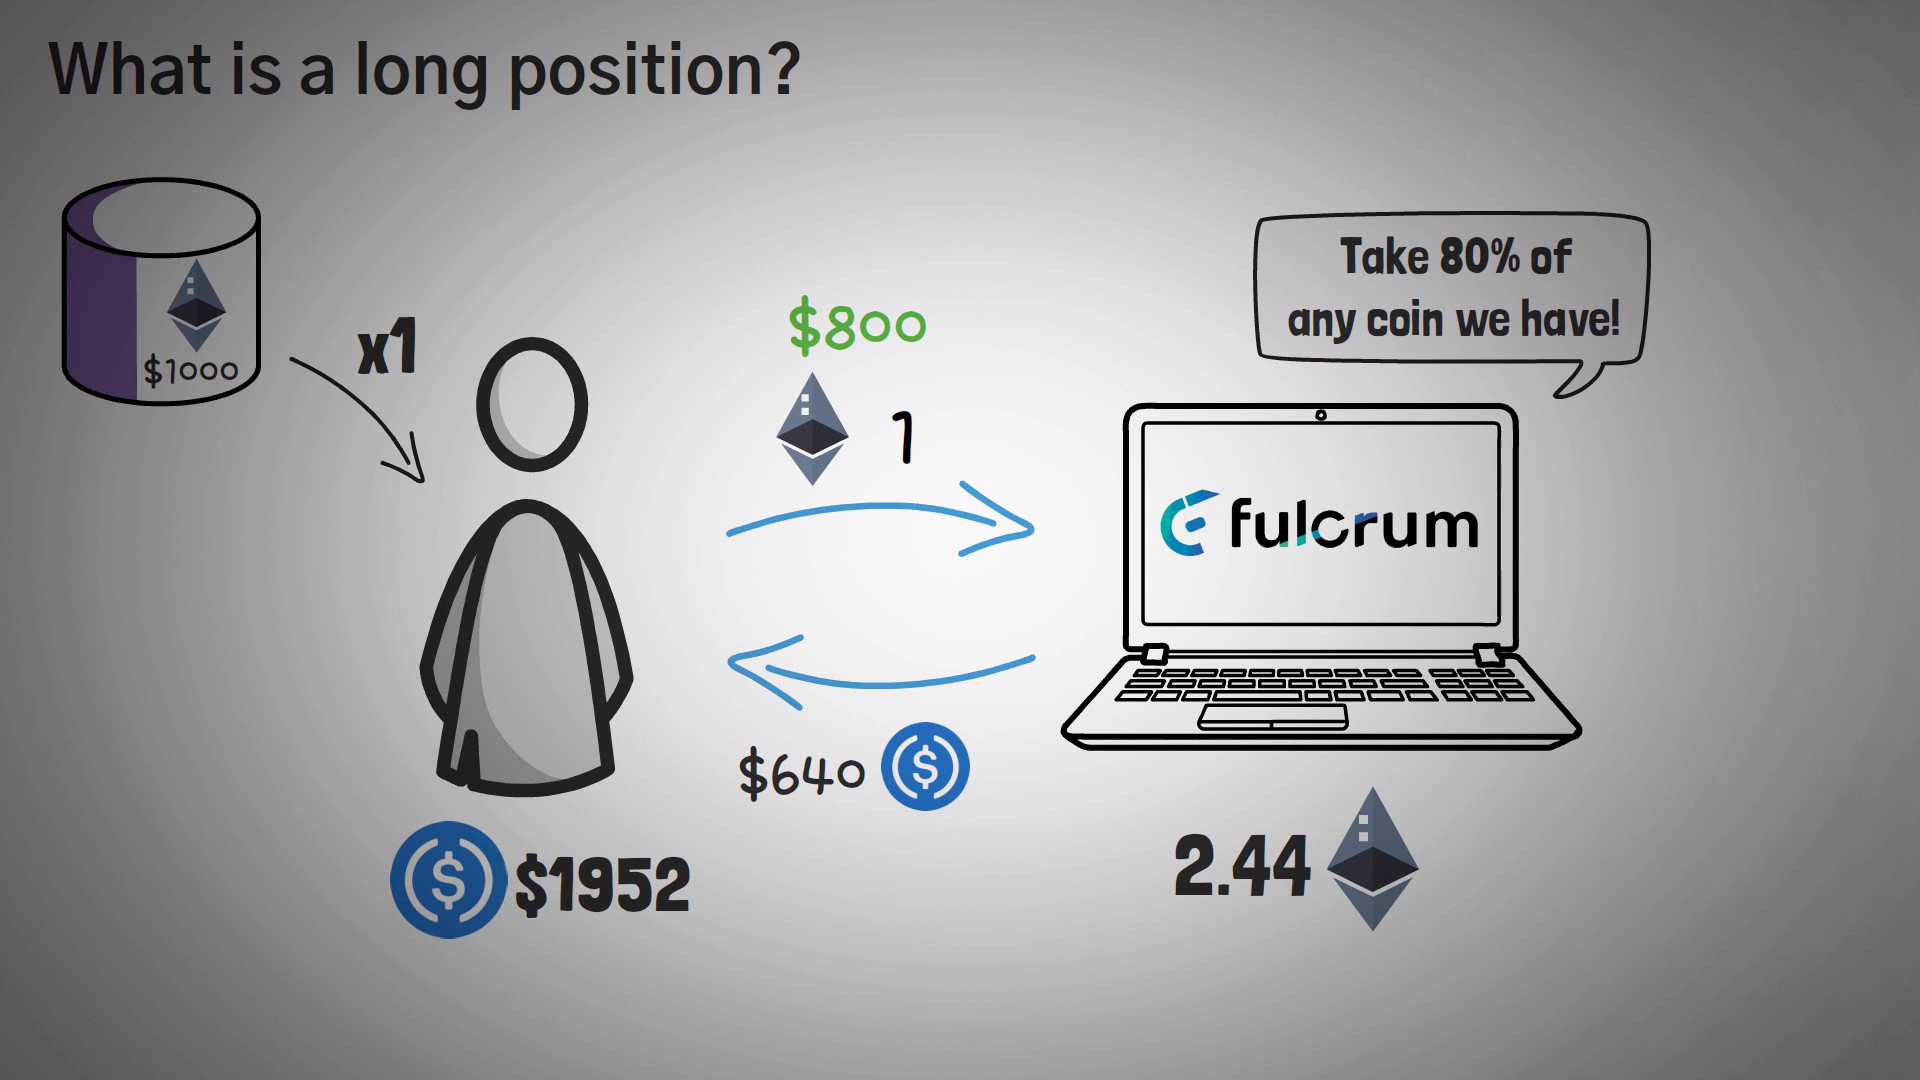 What is a long position?
$1000
x1
$800
1
Take 80% of
any coin we have!
fulcrum
$640
$
$
$1952
2.44